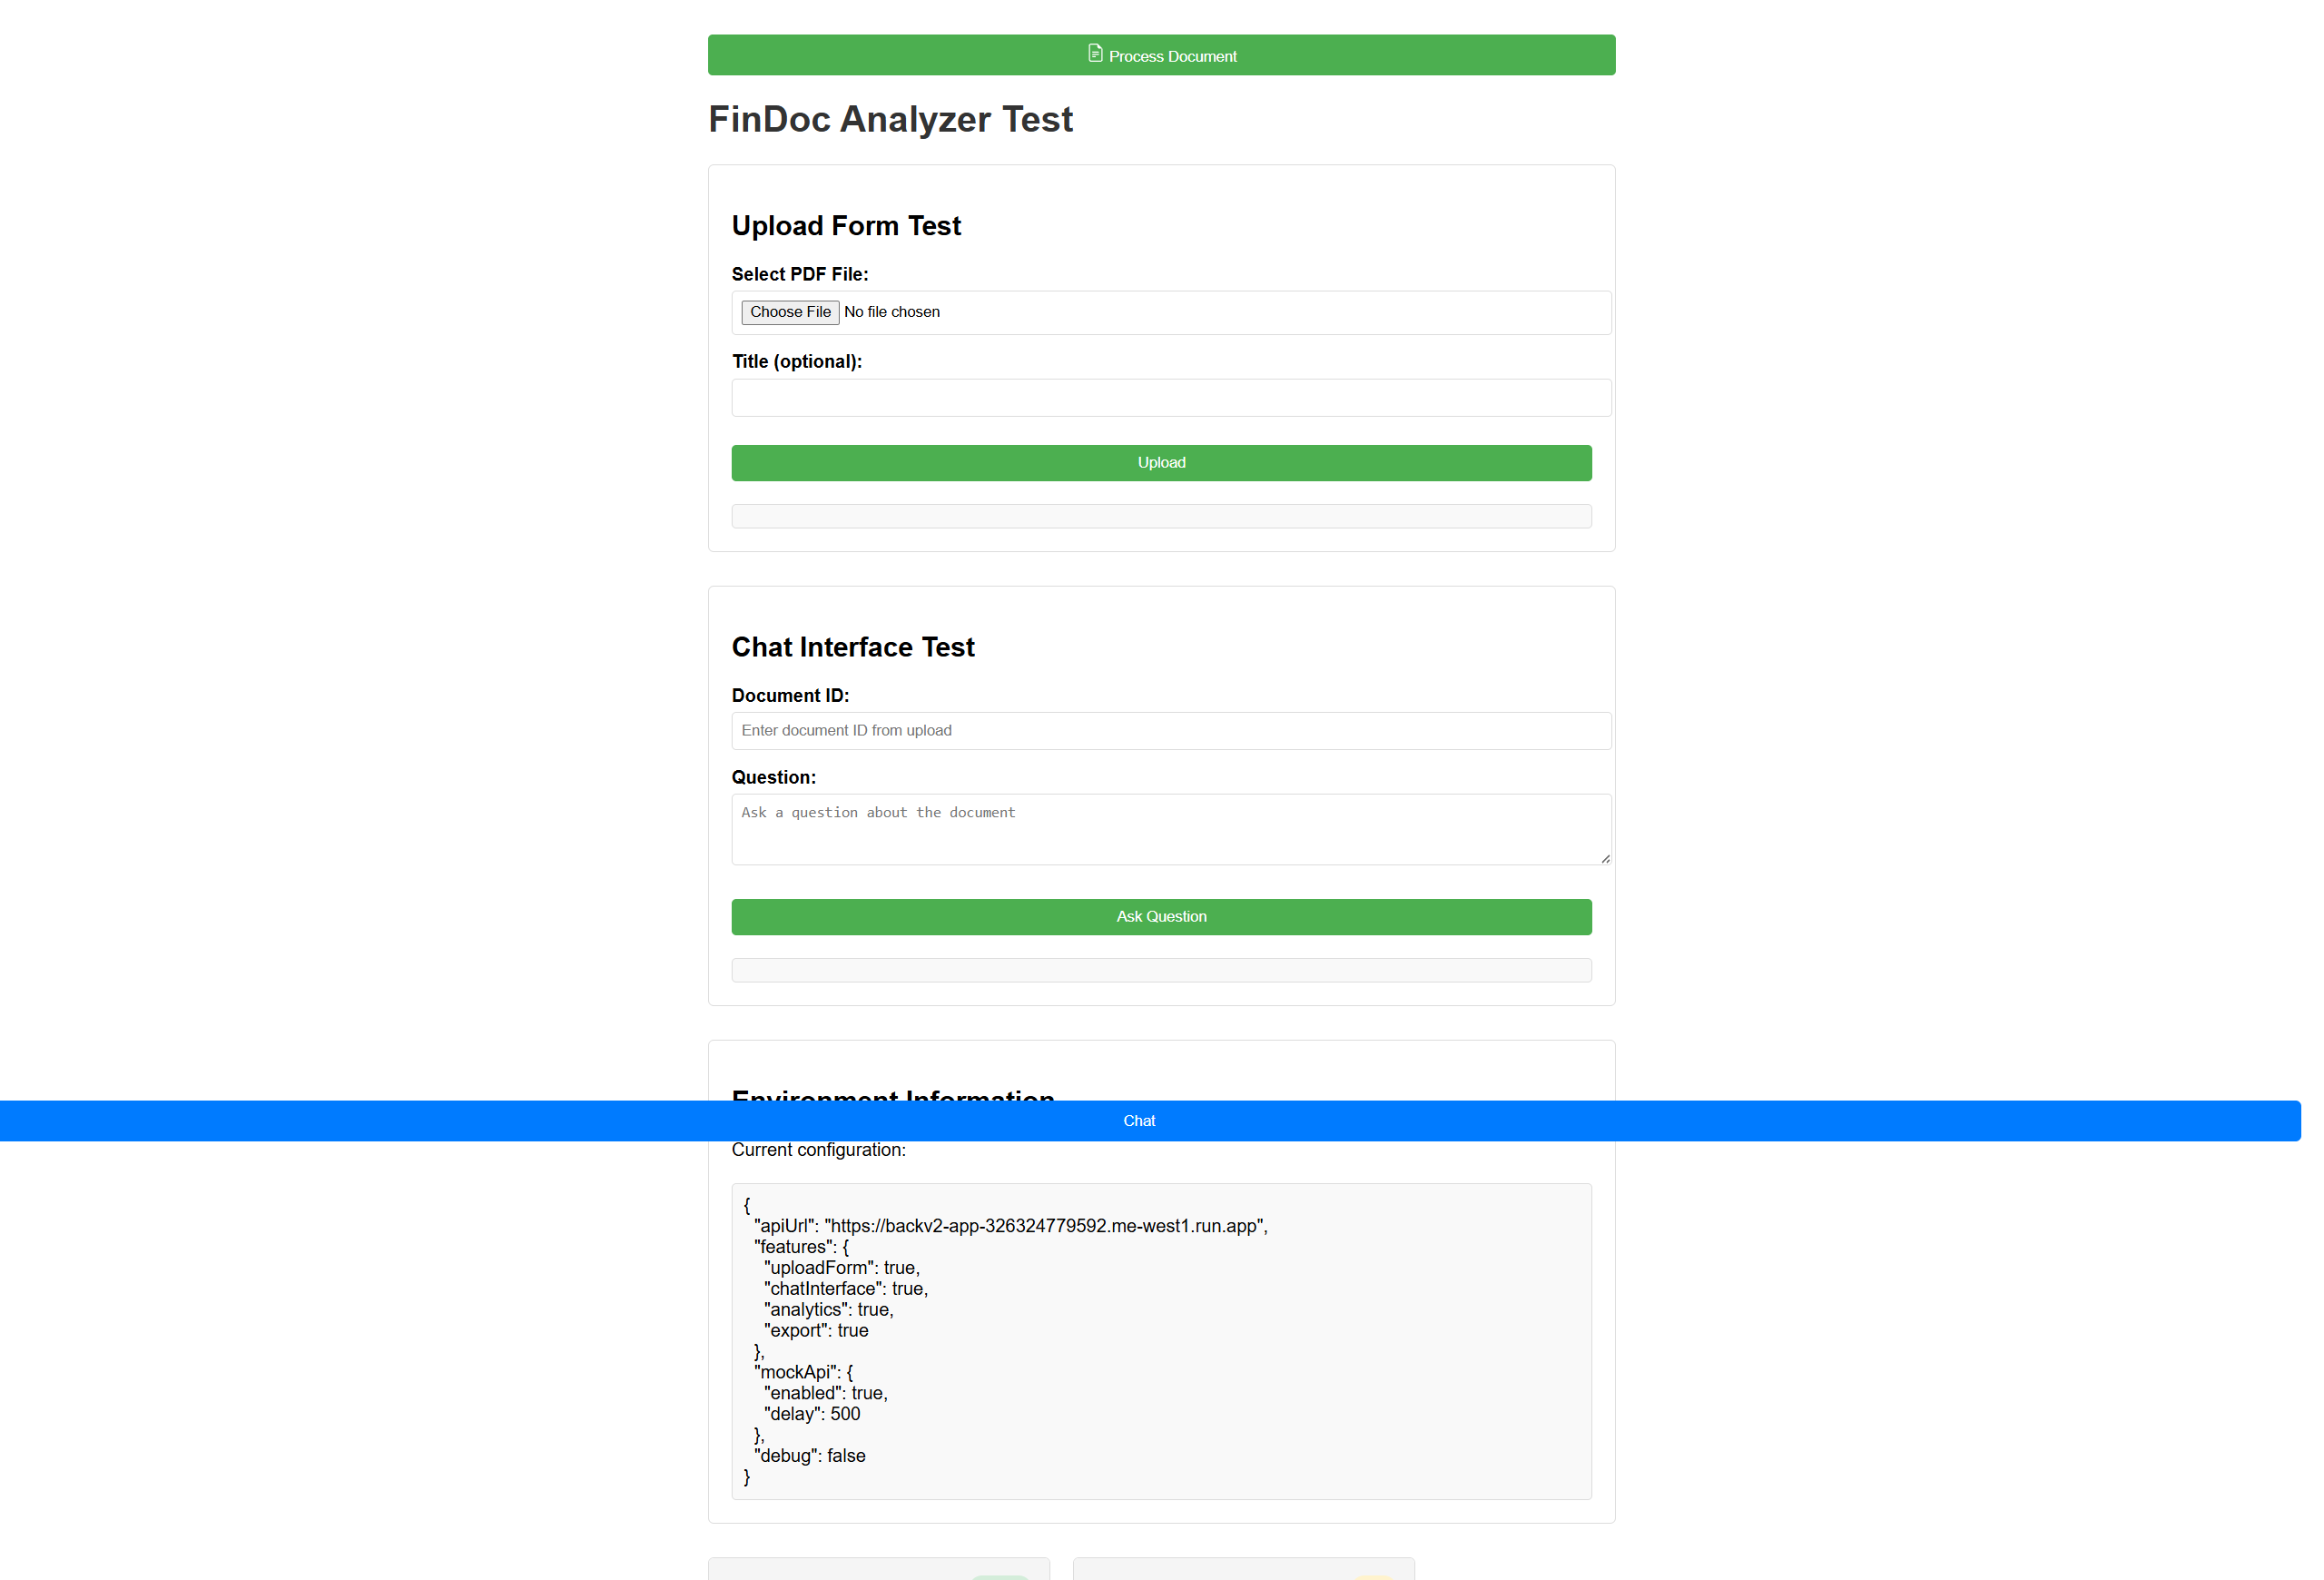 Process Document
FinDoc Analyzer Test
Upload Form Test
Select PDF File:
Choose File No file chosen
Title (optional):
Upload
Chat Interface Test
Document ID:
Enter document ID from upload
Question:
Ask a question about the document
Ask Question
Environment Information
Chat
Current configuration:
{
"apiUrl": "https://backv2-app-326324779592.me-west1.run.app",
"features": {
"uploadForm": true,
"chatInterface": true,
"analytics": true,
"export": true
},
"mockApi": {
"enabled": true,
"delay": 500
},
"debug": false
}